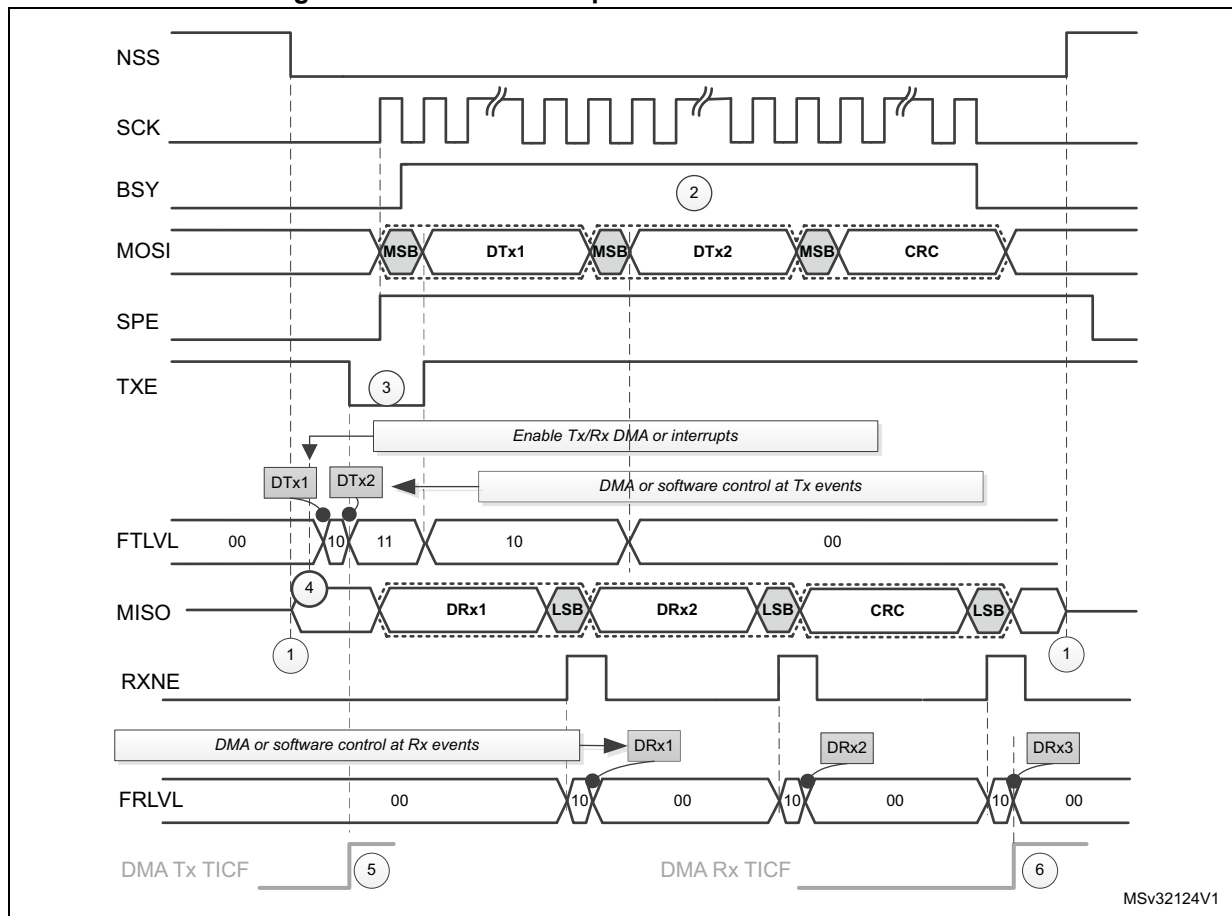 NSS
SCK
BSY
2
MOSI
MSB
DTx1
MSB
DTx2
MSB
CRC
SPE
TXE
3
Enable Tx/Rx DMA or interrupts
DTx1
DTx2
DMA or software control at Tx events
FTLVL
00
10
11
10
00
4
MISO
DRx1
LSB
DRx2
LSB
CRC
LSB
1
1
RXNE
DMA or software control at Rx events
DRx1
DRx2
DRx3
FRLVL
00
10
00
10
00
10
00
DMA Tx TICF
5
DMA Rx TICF
6
MSv32124V1